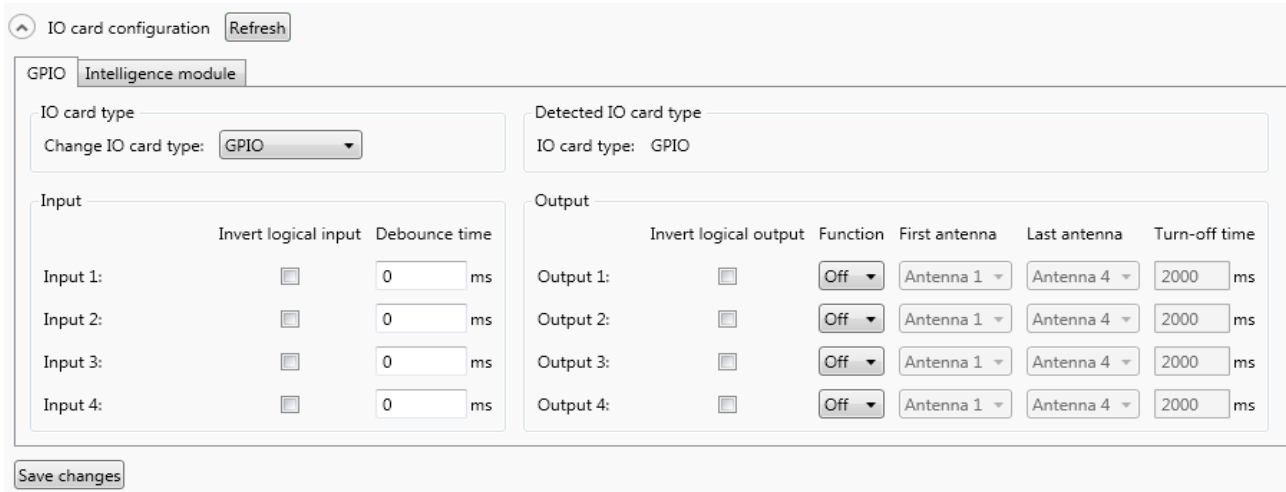 IO card configuration Refresh
GPIO Intelligence module
IO card type
Change IO card type: GPIO
Detected IO card type
IO card type: GPIO
Input
Invert logical input Debounce time
Input 1: 0 ms
Input 2: 0 ms
Input 3: 0 ms
Input 4: 0 ms
Output
Invert logical output Function First antenna Last antenna Turn-off time
Output 1: Off Antenna 1 Antenna 4 2000 ms
Output 2: Off Antenna 1 Antenna 4 2000 ms
Output 3: Off Antenna 1 Antenna 4 2000 ms
Output 4: Off Antenna 1 Antenna 4 2000 ms
Save changes